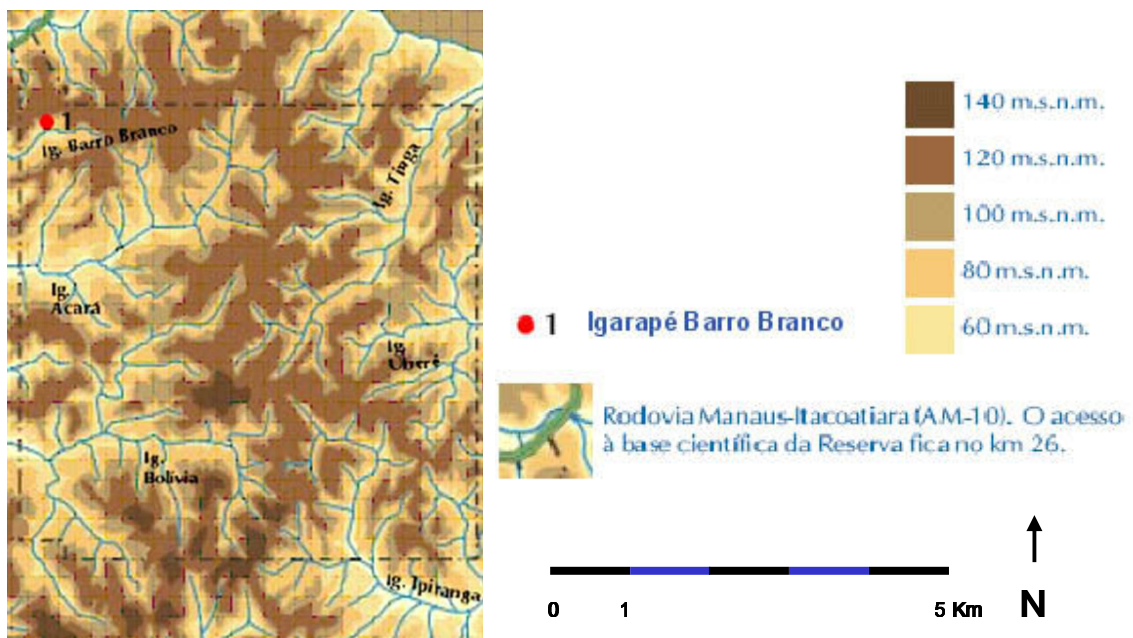 1
Ig. Barro Branco
Ig. Tinga
Ig.
Acará
Ig.
Uberê
Ig.
Bolívia
Ig. Ipiranga
140 m.s.n.m.
120 m.s.n.m.
100 m.s.n.m.
80 m.s.n.m.
60 m.s.n.m.
1 Igarapé Barro Branco
Rodovia Manaus-Itacoatiara (AM-10). O acesso
à base científica da Reserva fica no km 26.
0 1 5 Km
N